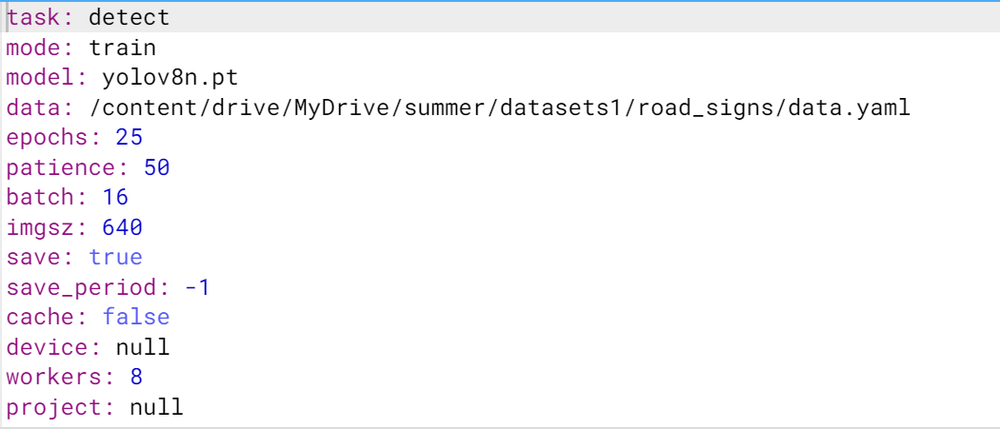 task: detect
mode: train
model: yolov8n.pt
data: /content/drive/MyDrive/summer/datasets1/road_signs/data.yaml
epochs: 25
patience: 50
batch: 16
imgsz: 640
save: true
save_period: -1
cache: false
device: null
workers: 8
project: null